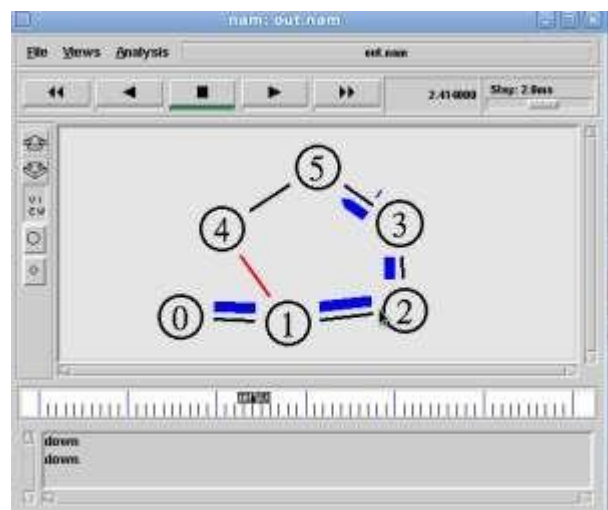 nam: out.nam
File Views Analysis out.nam
2.414000 Step: 2.0ms
5
4 3
0 1 2
down
down